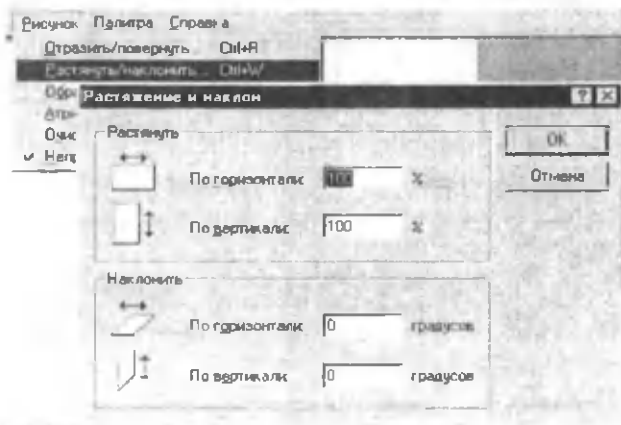 Рисунок Палитра Справка
Отразить/повернуть... Ctrl+R
Растянуть/наклонить... Ctrl+W
Растяжение и наклон
Растянуть
OK
По горизонтали: 100 %
Отмена
По вертикали: 100 %
Наклонить
По горизонтали: 0 градусов
По вертикали: 0 градусов